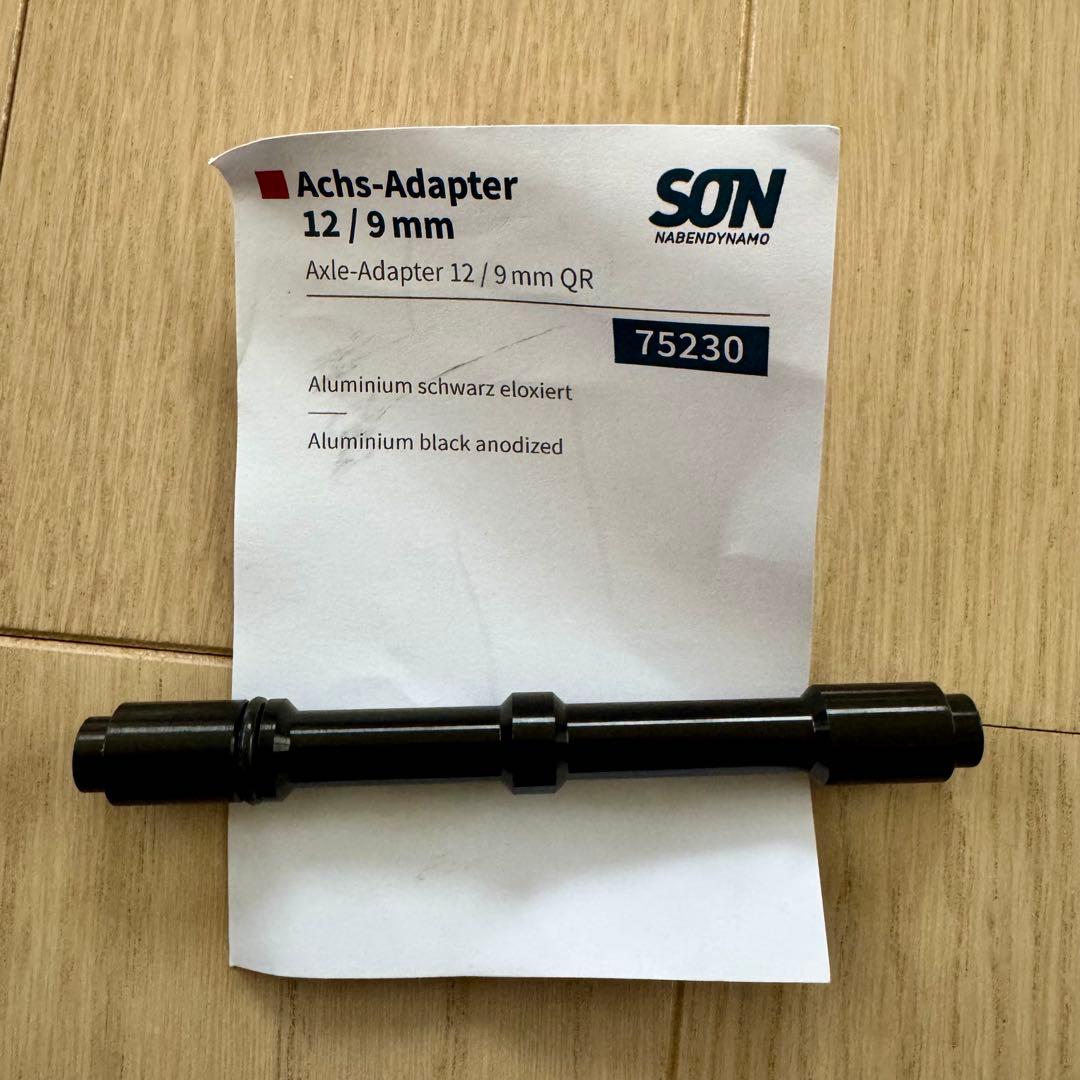 Achs-Adapter
12 / 9 mm
SON
NABENDYNAMO
Axle-Adapter 12 / 9 mm QR
75230
Aluminium schwarz eloxiert
Aluminium black anodized